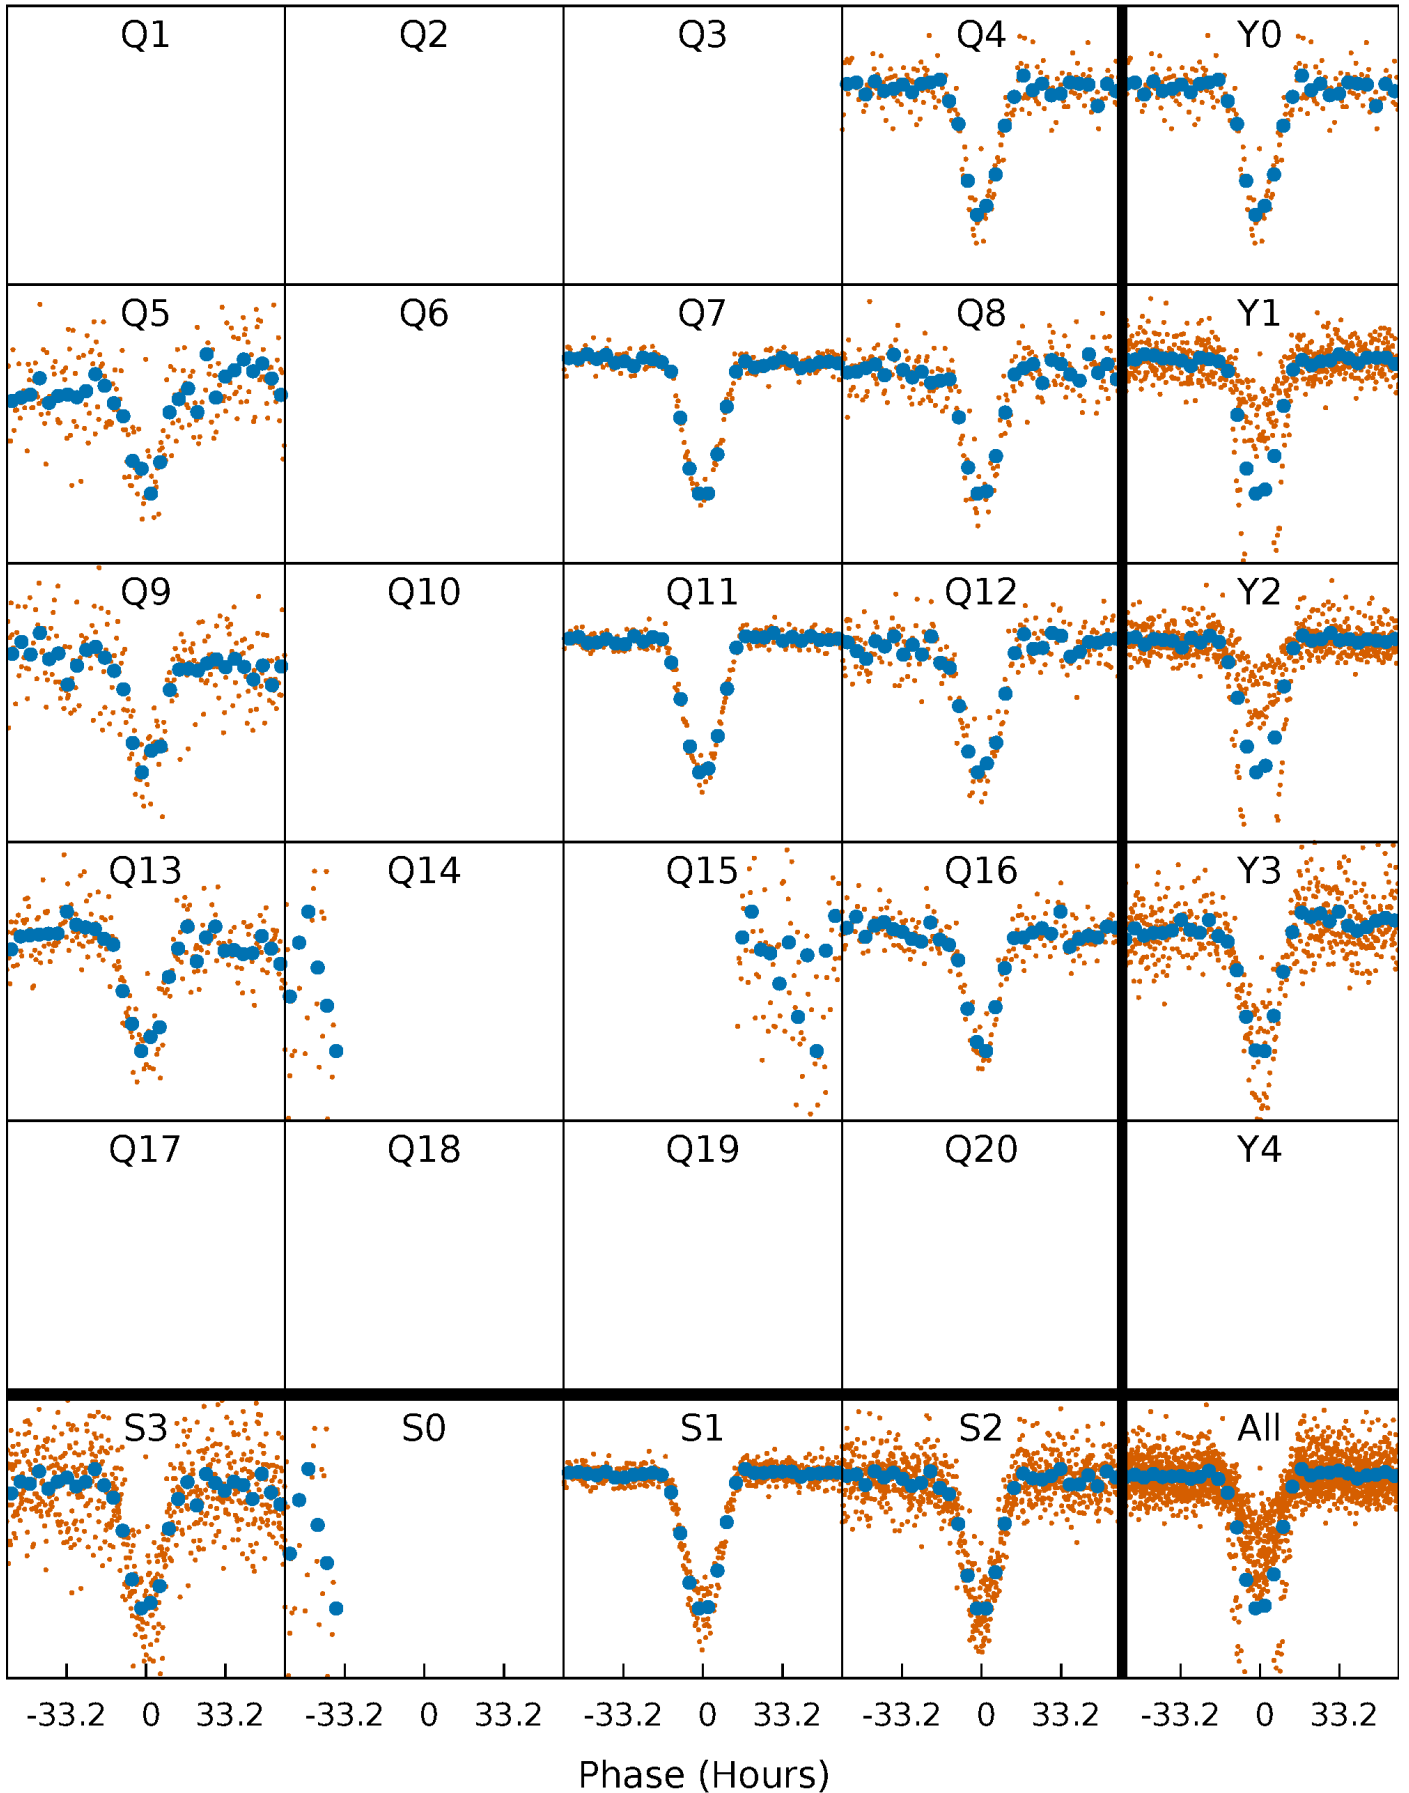 Q1 Q2 Q3 Q4 Y0
Q5 Q6 Q7 Q8 Y1
Q9 Q10 Q11 Q12 Y2
Q13 Q14 Q15 Q16 Y3
Q17 Q18 Q19 Q20 Y4
S3 S0 S1 S2 All
-33.2 0 33.2 -33.2 0 33.2 -33.2 0 33.2 -33.2 0 33.2 -33.2 0 33.2
Phase (Hours)